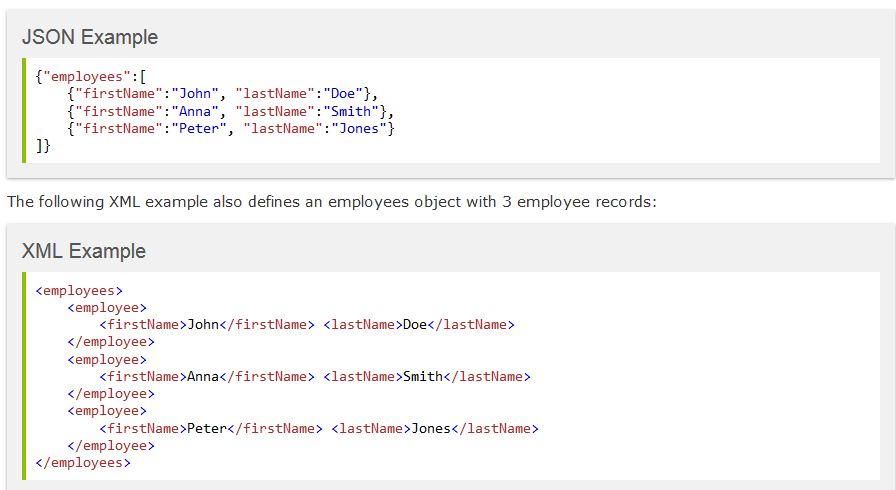 JSON Example
{"employees":[
    {"firstName":"John", "lastName":"Doe"},
    {"firstName":"Anna", "lastName":"Smith"},
    {"firstName":"Peter", "lastName":"Jones"}
]}
The following XML example also defines an employees object with 3 employee records:
XML Example
<employees>
    <employee>
        <firstName>John</firstName> <lastName>Doe</lastName>
    </employee>
    <employee>
        <firstName>Anna</firstName> <lastName>Smith</lastName>
    </employee>
    <employee>
        <firstName>Peter</firstName> <lastName>Jones</lastName>
    </employee>
</employees>